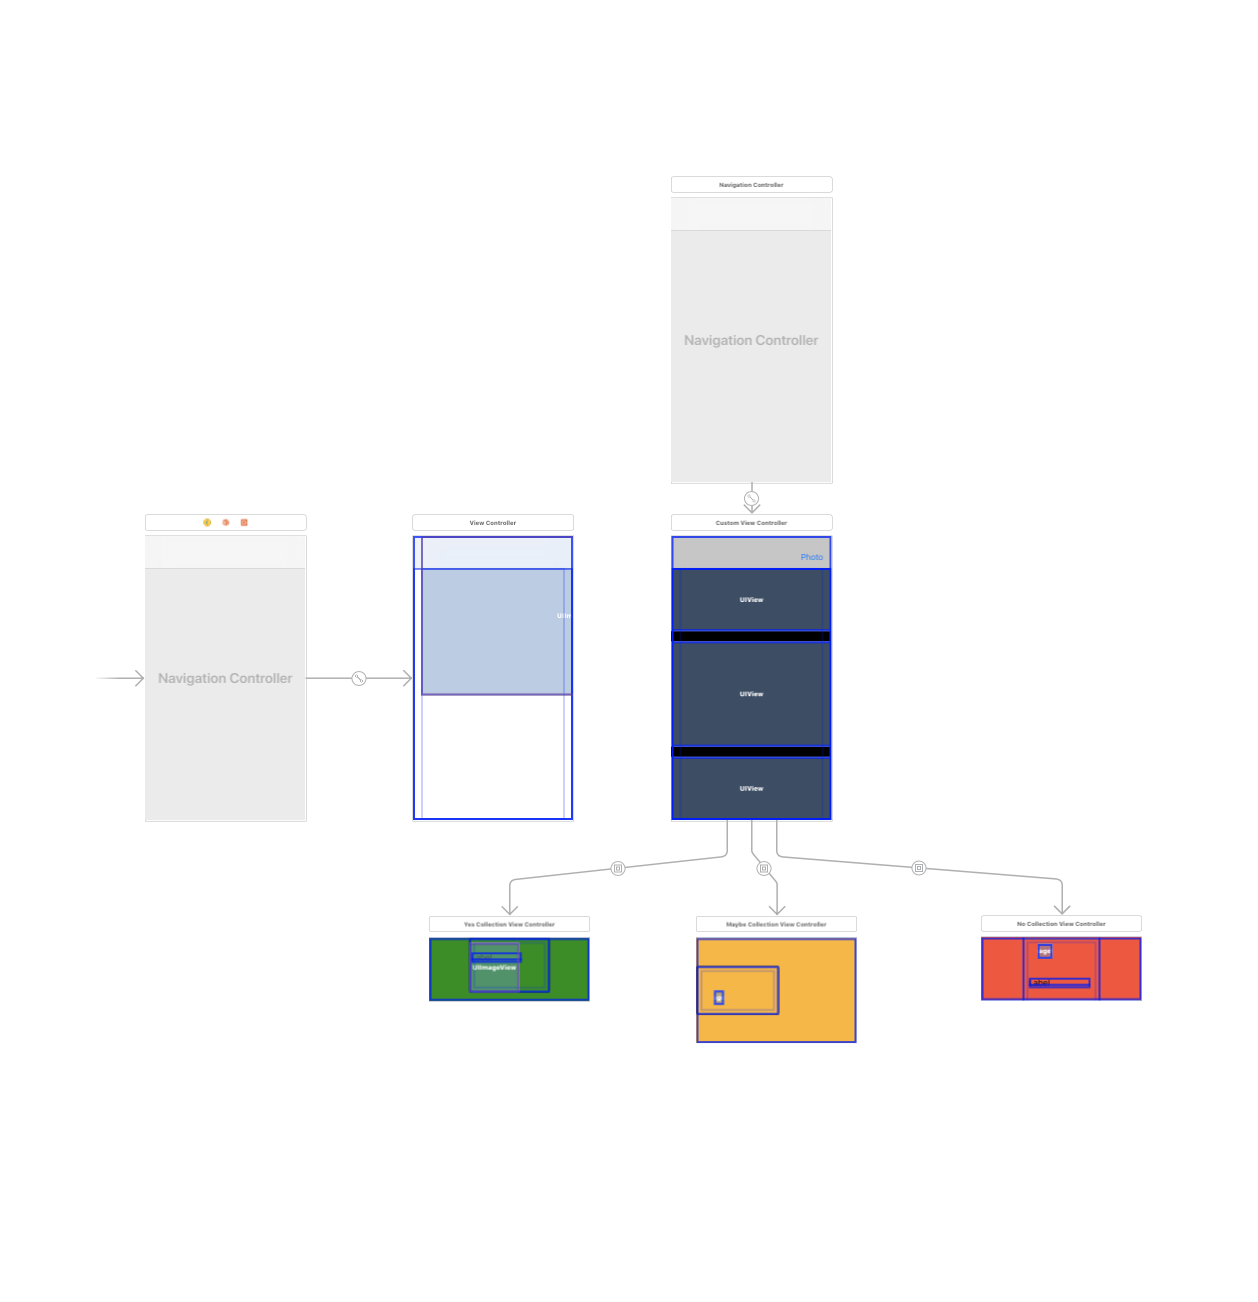 Navigation Controller
Navigation Controller
View Controller
Custom View Controller
Photo
UIView
Navigation Controller
UIView
UIView
Yes Collection View Controller
Maybe Collection View Controller
No Collection View Controller
UIImageView